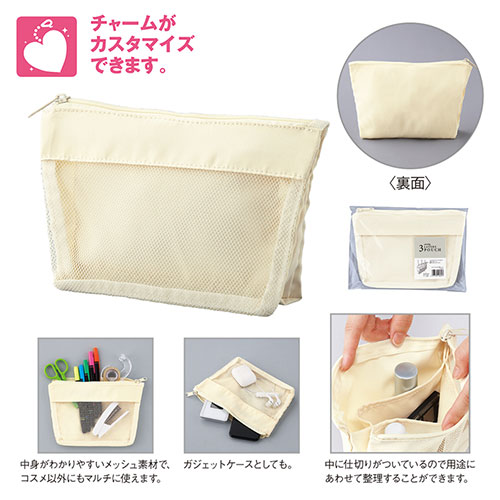 チャームが
カスタマイズ
できます。
〈裏面〉
3
POUCH
中身がわかりやすいメッシュ素材で、
コスメ以外にもマルチに使えます。
ガジェットケースとしても。
中に仕切りがついているので用途に
あわせて整理することができます。